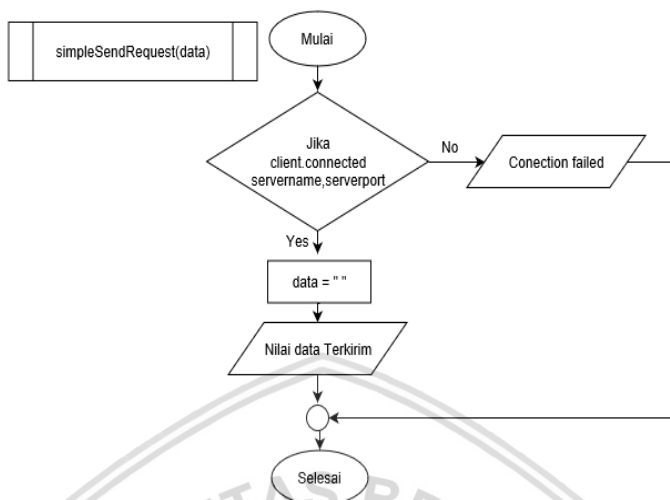 simpleSendRequest(data)
Mulai
Jika
client.connected
servername,serverport
No
Conection failed
Yes
data = " "
Nilai data Terkirim
Selesai